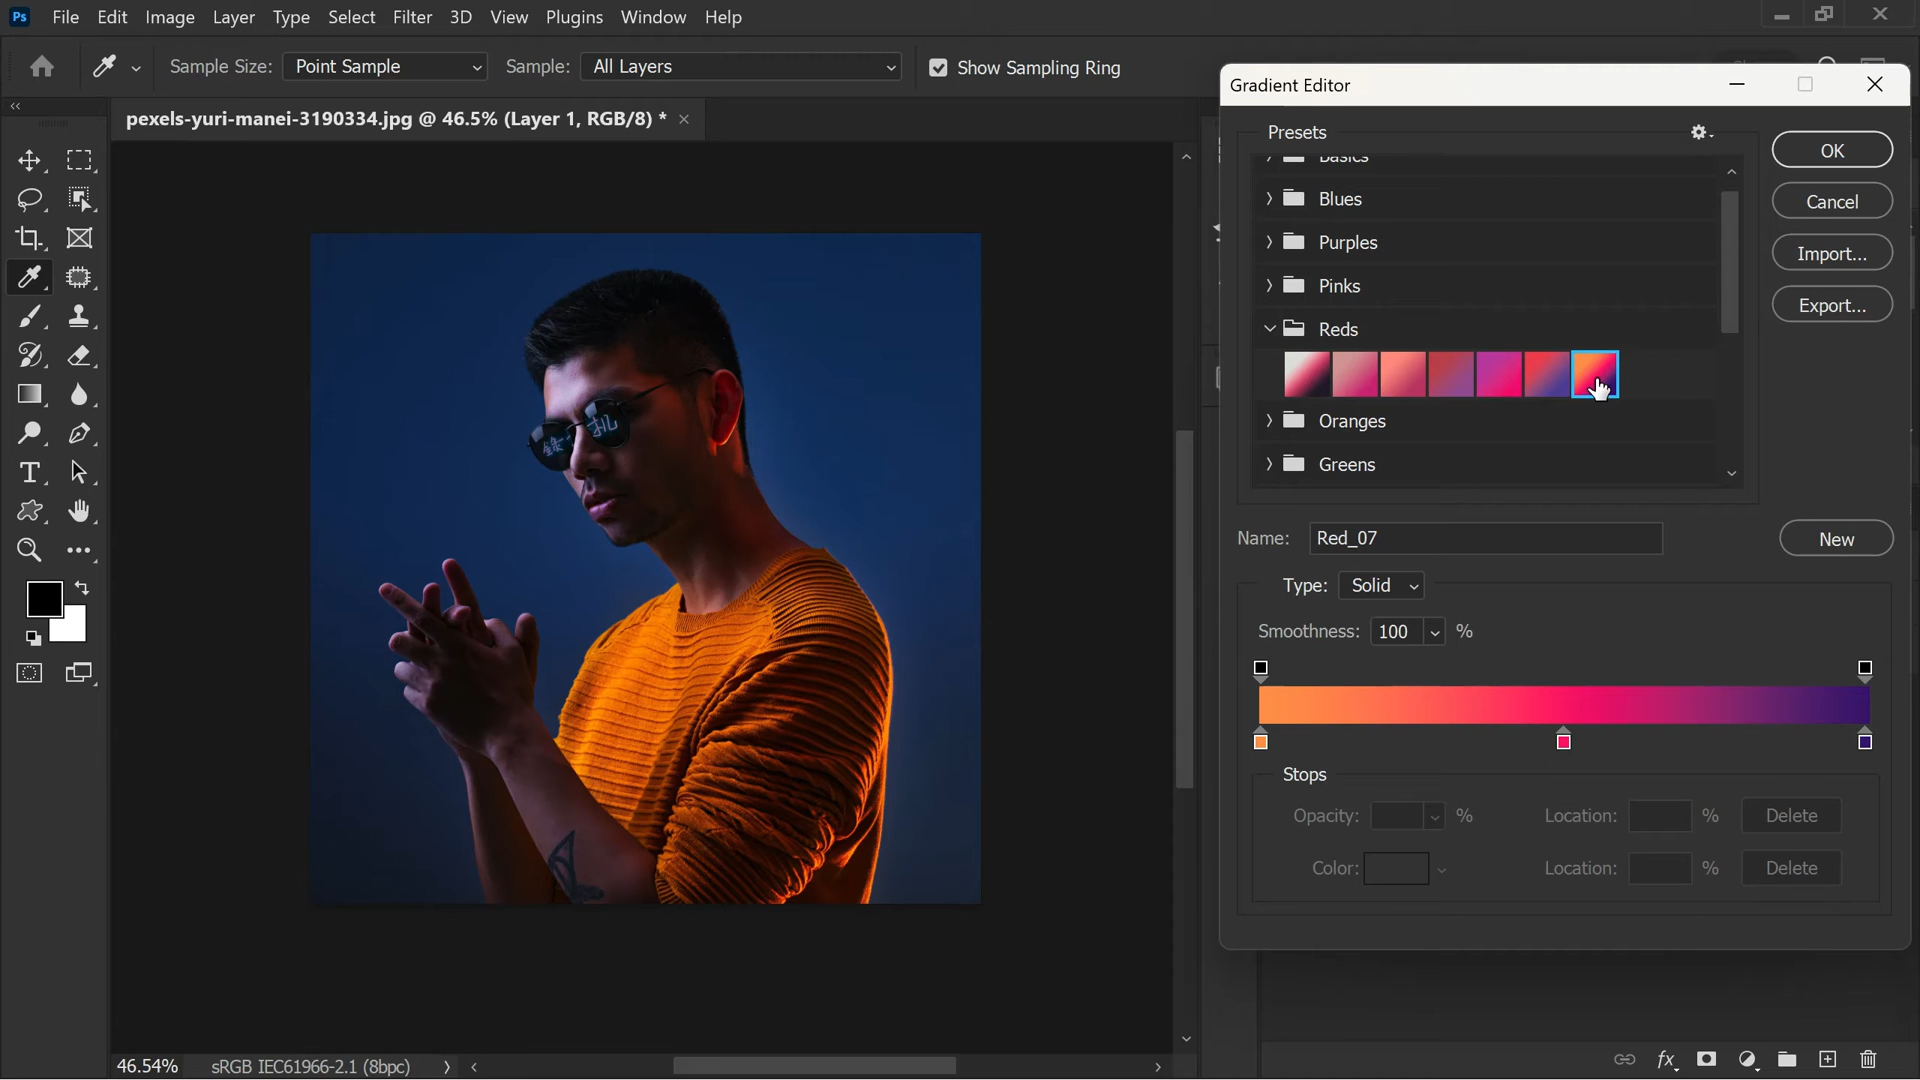 Ps File Edit Image Layer Type Select Filter 3D View Plugins Window Help
Sample Size: Point Sample Sample: All Layers Show Sampling Ring
pexels-yuri-manei-3190334.jpg @ 46.5% (Layer 1, RGB/8) *
Gradient Editor
Presets
Basics
Blues
Purples
Pinks
Reds
Oranges
Greens
OK
Cancel
Import...
Export...
Name: Red_07
New
Type: Solid
Smoothness: 100 %
Stops
Opacity: % Location: % Delete
Color: Location: % Delete
T
46.54% sRGB IEC61966-2.1 (8bpc)
fx